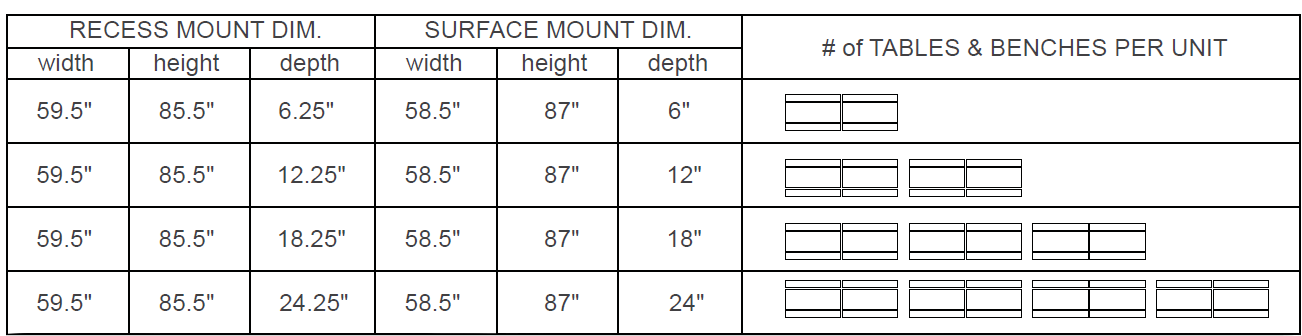 RECESS MOUNT DIM. SURFACE MOUNT DIM. # of TABLES & BENCHES PER UNIT
width height depth width height depth
59.5" 85.5" 6.25" 58.5" 87" 6"
59.5" 85.5" 12.25" 58.5" 87" 12"
59.5" 85.5" 18.25" 58.5" 87" 18"
59.5" 85.5" 24.25" 58.5" 87" 24"